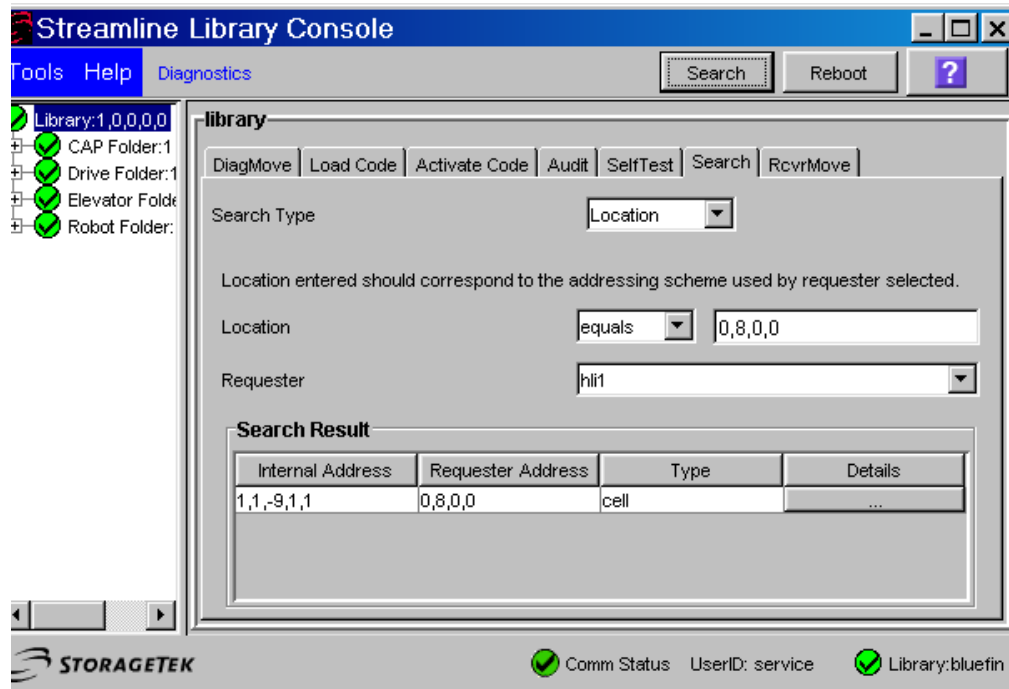 Streamline Library Console
Tools Help Diagnostics Search Reboot ?
Library:1,0,0,0,0
CAP Folder:1
Drive Folder:1
Elevator Folde
Robot Folder:
library
DiagMove Load Code Activate Code Audit SelfTest Search RcvrMove
Search Type Location
Location entered should correspond to the addressing scheme used by requester selected.
Location equals 0,8,0,0
Requester hli1
Search Result
Internal Address Requester Address Type Details
1,1,-9,1,1 0,8,0,0 cell ...
STORAGETEK Comm Status UserID: service Library:bluefin